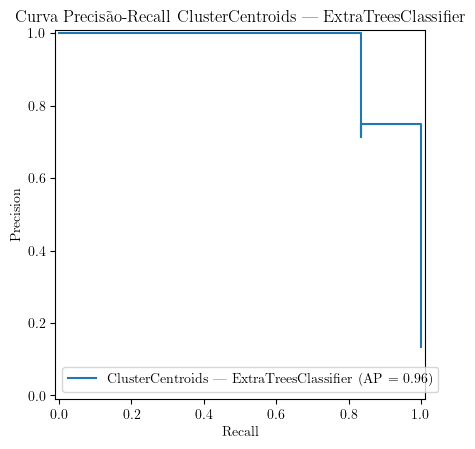 Curva Precisão-Recall ClusterCentroids — ExtraTreesClassifier
1.0
0.8
0.6
0.4
0.2
0.0
Precision
ClusterCentroids — ExtraTreesClassifier (AP = 0.96)
0.0 0.2 0.4 0.6 0.8 1.0
Recall